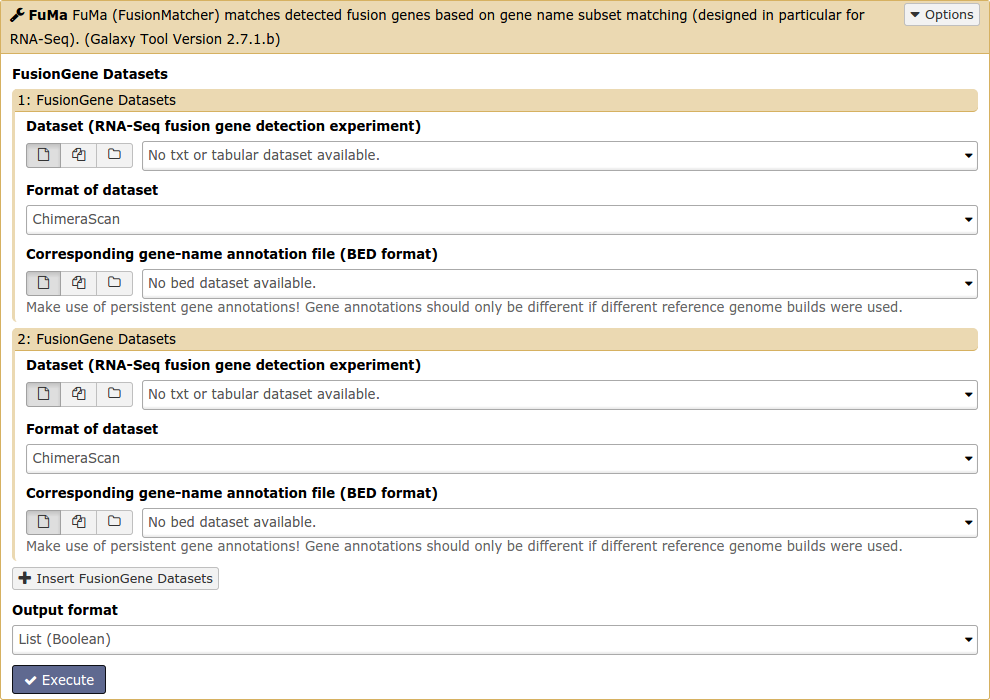 FuMa FuMa (FusionMatcher) matches detected fusion genes based on gene name subset matching (designed in particular for
RNA-Seq). (Galaxy Tool Version 2.7.1.b)
Options
FusionGene Datasets
1: FusionGene Datasets
Dataset (RNA-Seq fusion gene detection experiment)
No txt or tabular dataset available.
Format of dataset
ChimeraScan
Corresponding gene-name annotation file (BED format)
No bed dataset available.
Make use of persistent gene annotations! Gene annotations should only be different if different reference genome builds were used.
2: FusionGene Datasets
Dataset (RNA-Seq fusion gene detection experiment)
No txt or tabular dataset available.
Format of dataset
ChimeraScan
Corresponding gene-name annotation file (BED format)
No bed dataset available.
Make use of persistent gene annotations! Gene annotations should only be different if different reference genome builds were used.
Insert FusionGene Datasets
Output format
List (Boolean)
Execute